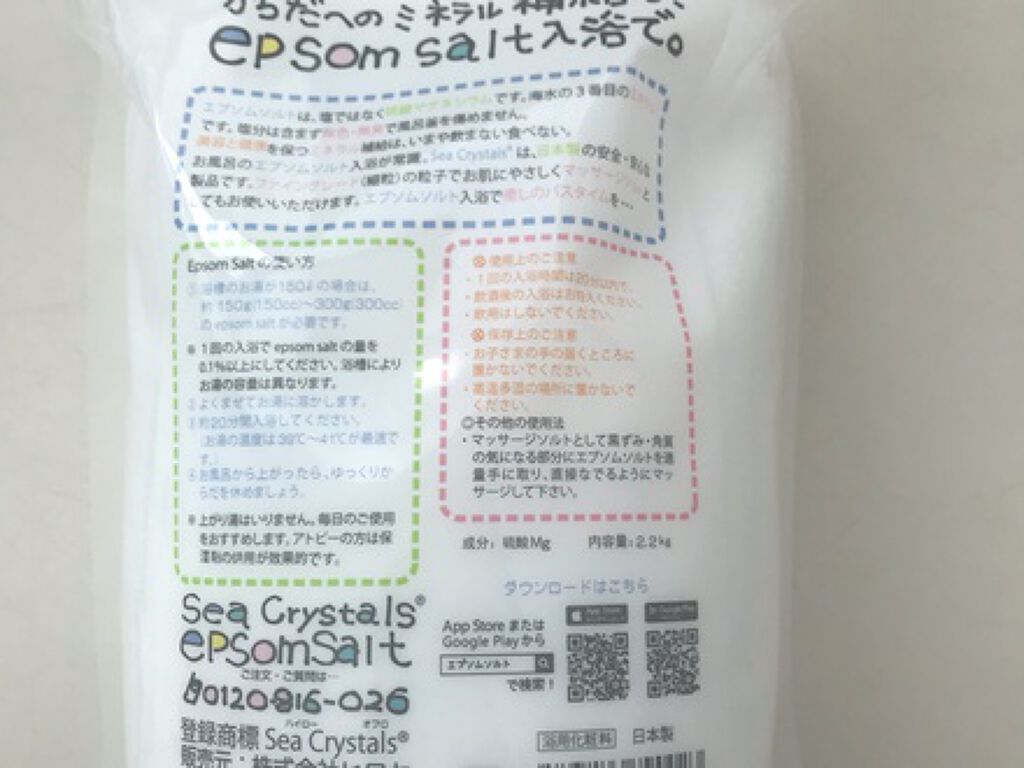 からだへのミネラル
epsom salt入浴で。
エプソムソルトは、塩ではなく硫酸マグネシウムです。海水の3番目の
です。塩分は含まず無色・無臭で風呂釜を傷めません。
美容と健康を保つミネラル補給は、いまや飲まない食べない。
お風呂のエプソムソルト入浴が常識。Sea Crystals®は、日本製の安全・安心な
製品です。ファイングレード(細粒)の粒子でお肌にやさしくマッサージソルトと
してもお使いいただけます。エプソムソルト入浴で癒しのバスタイムを…
Epsom Saltの使い方
①浴槽のお湯が150ℓの場合は、
約150g(150cc)〜300g(300cc)
のepsom saltが必要です。
※1回の入浴でepsom saltの量を
0.1%以上にしてください。浴槽により
お湯の容量は異なります。
②よくまぜてお湯に溶かします。
③約20分間入浴してください。
(お湯の温度は39℃〜41℃が最適で
す。)
④お風呂から上がったら、ゆっくりか
らだを休めましょう。
※上がり湯はいりません。毎日のご使用
をおすすめします。アトピーの方は保
湿剤の併用が効果的です。
⊗使用上のご注意
・1回の入浴時間は20分以内で。
・飲酒後の入浴はお控えください。
・飲用はしないでください。
⊗保存上のご注意
・お子さまの手の届くところに
置かないでください。
・高温多湿の場所に置かないで
ください。
◎その他の使用法
・マッサージソルトとして黒ずみ・角質
の気になる部分にエプソムソルトを適
量手に取り、直接なでるようにマッ
サージして下さい。
成分：硫酸Mg 内容量：2.2kg
ダウンロードはこちら
App Store または
Google Play から
エプソムソルト
で検索！
App Store
Google Play
Sea Crystals®
epsomSalt
ご注文・ご質問は…
0120-816-026
ハイロー オフロ
登録商標 Sea Crystals®
販売元：株式会社ヒロセ
浴用化粧料 日本製